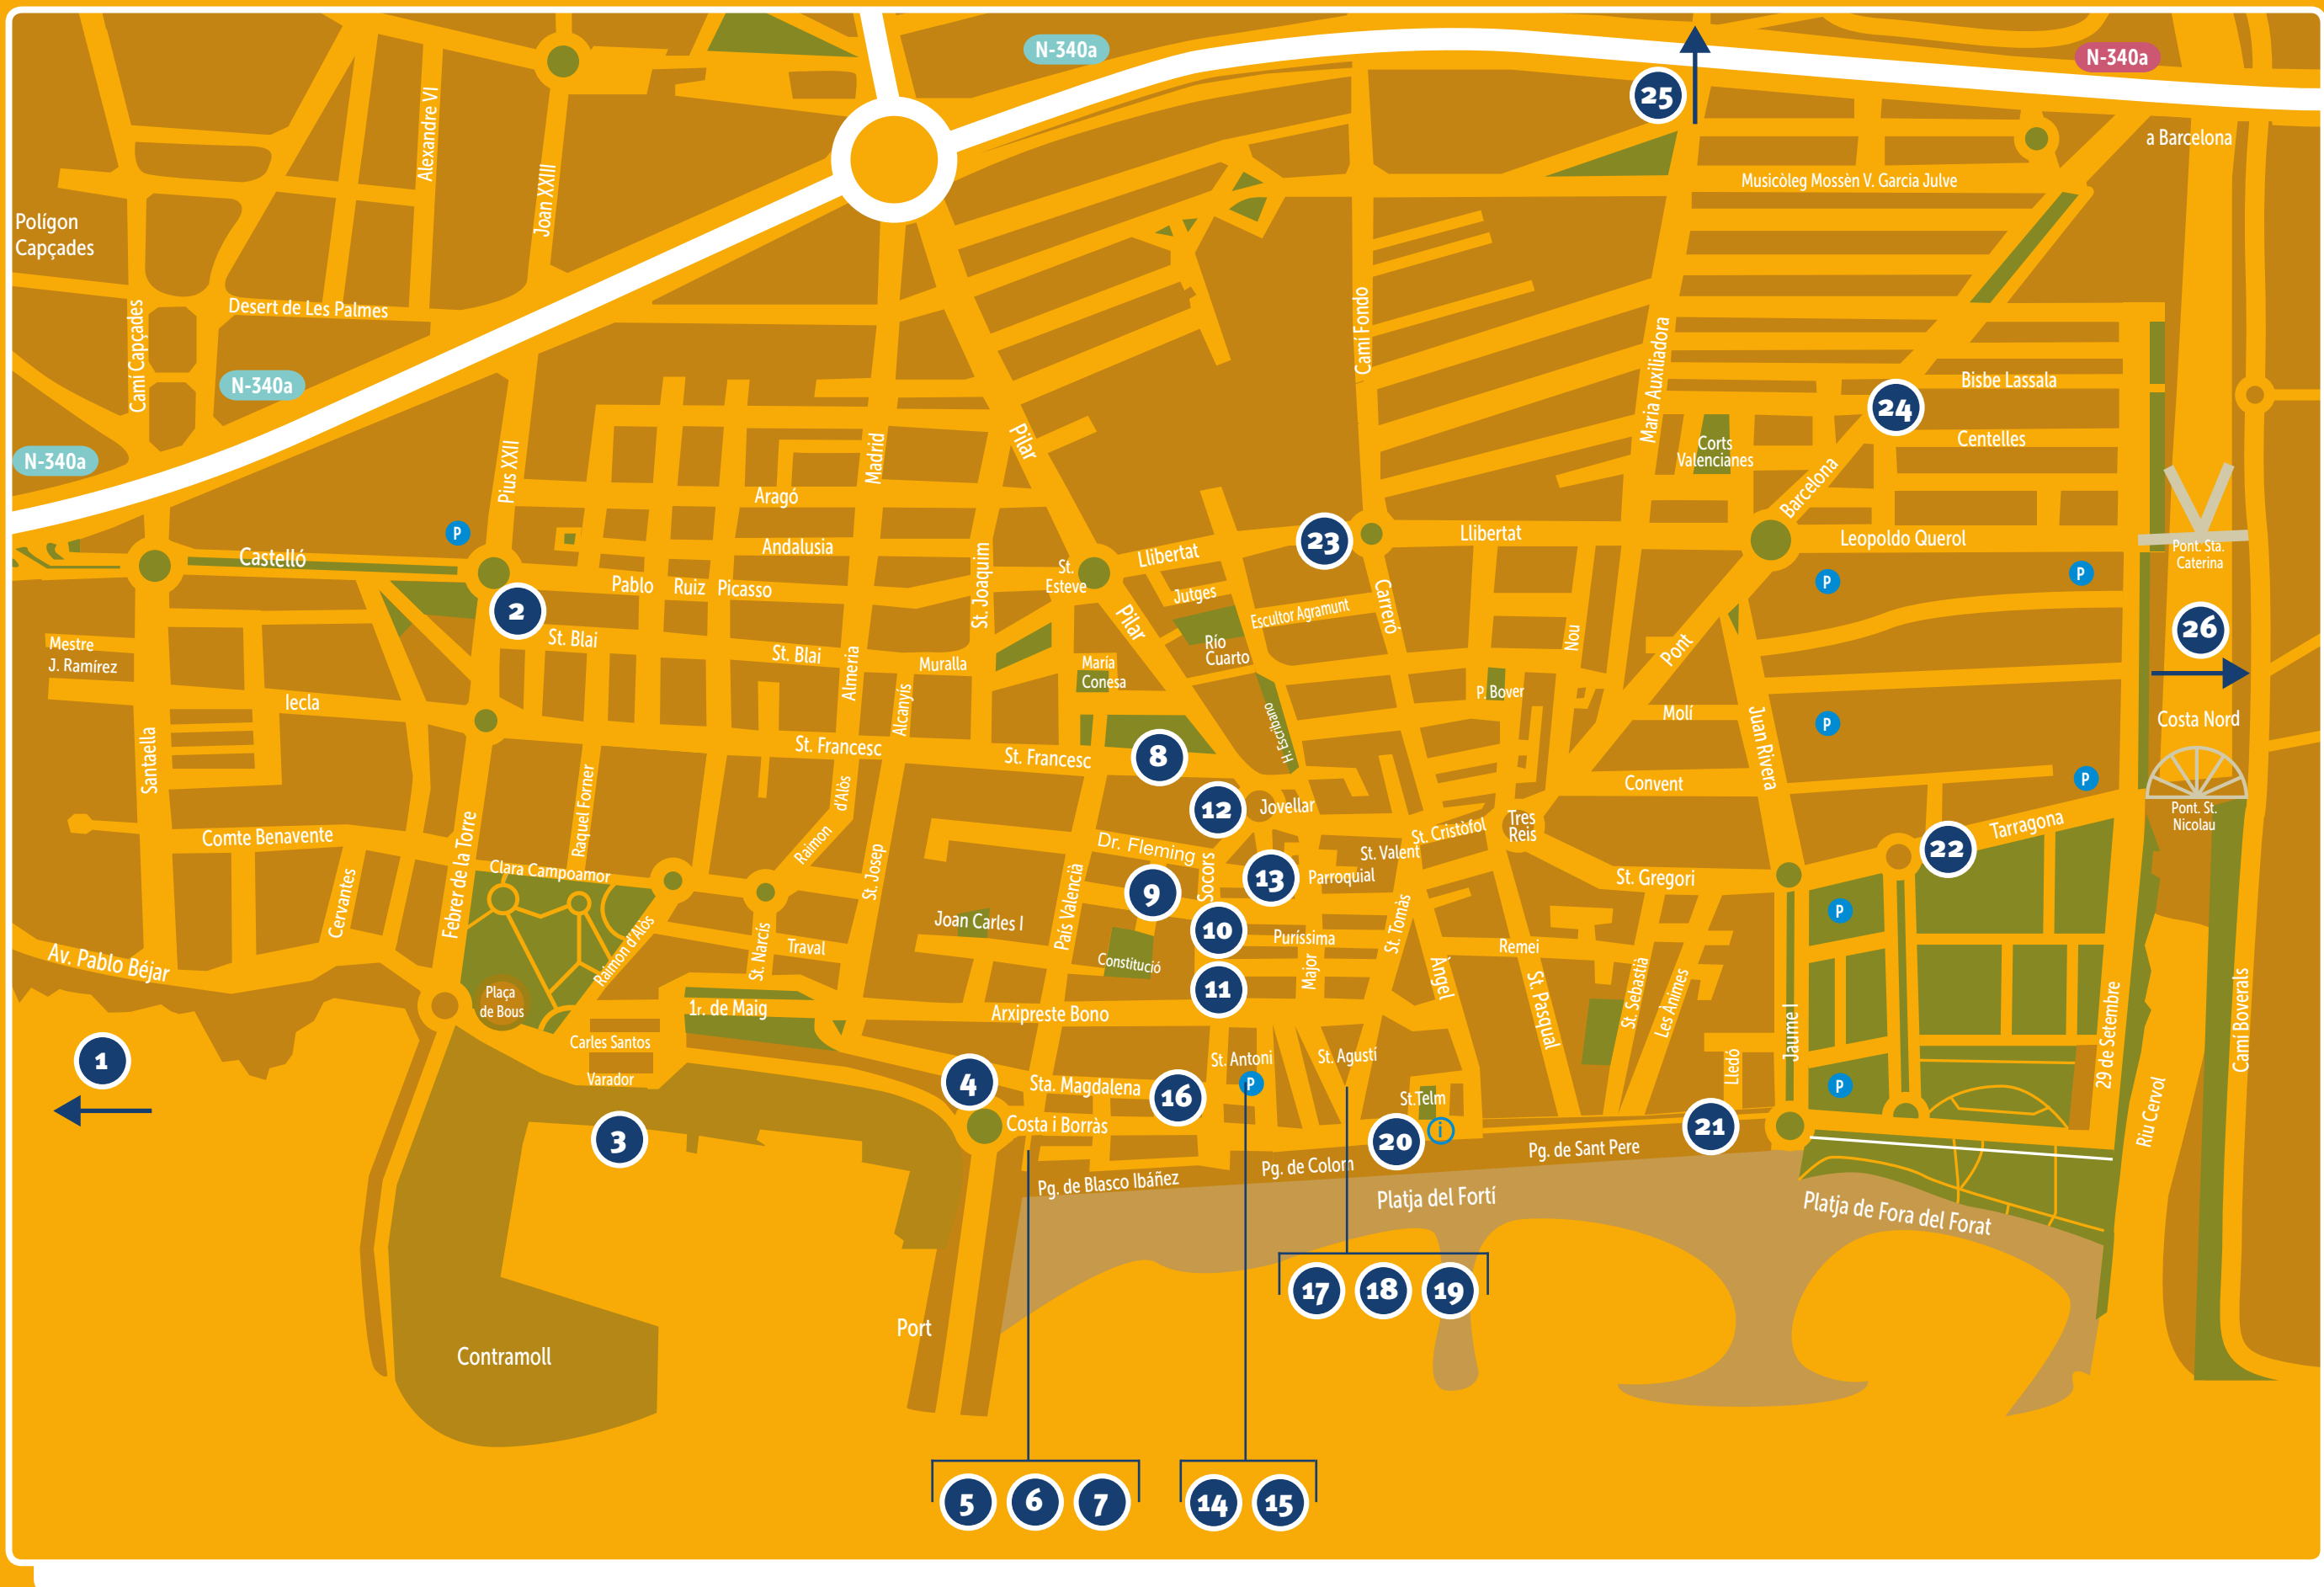 N-340a
N-340a
25
a Barcelona
Alexandre VI
Joan XXIII
Musicòleg Mossèn V. Garcia Julve
Polígon
Capçades
Desert de Les Palmes
Camí Capçades
N-340a
N-340a
Camí Fondo
Maria Auxiliadora
Bisbe Lassala
24
Centelles
Corts
Valencianes
Barcelona
Pilar
Madrid
Pius XXII
Aragó
P
Castelló
Andalusia
Llibertat
23
Llibertat
Leopoldo Querol
Pont. Sta.
Caterina
St.
Esteve
St. Joaquim
Pablo Ruiz Picasso
2
Jutges
Escultor Agramunt
Carreró
P
P
26
Mestre
J. Ramírez
St. Blai
St. Blai
Muralla
Pilar
Río
Cuarto
Nou
Pont
María
Conesa
Almeria
Alcanyis
P. Bover
Molí
Juan Rivera
P
Costa Nord
Iecla
Santaella
St. Francesc
St. Francesc
8
H. Escribano
Convent
P
Raquel Forner
d'Alòs
Raimon
12
Jovellar
Tres
Reis
St. Cristòfol
Pont. St.
Nicolau
Tarragona
22
Comte Benavente
Febrer de la Torre
Dr. Fleming
St. Valent
Clara Campoamor
Cervantes
St. Josep
País Valencià
9
Socors
13
Parroquial
St. Gregori
P
Joan Carles I
10
Puríssima
St. Tomàs
Remei
Raimon d'Alòs
St. Narcís
Traval
Constitució
Major
Àngel
St. Pasqual
St. Sebastià
Les Ànimes
Av. Pablo Béjar
Plaça
de Bous
1r. de Maig
11
Arxipreste Bono
Jaume I
29 de Setembre
Camí Boverals
1
Carles Santos
Varador
4
Sta. Magdalena
16
St. Antoni
P
St. Agustí
St.Telm
Lledó
P
Riu Cervol
3
Costa i Borràs
20
i
21
Pg. de Sant Pere
Pg. de Colom
Pg. de Blasco Ibáñez
Platja del Fortí
Platja de Fora del Forat
17
18
19
Port
Contramoll
5
6
7
14
15